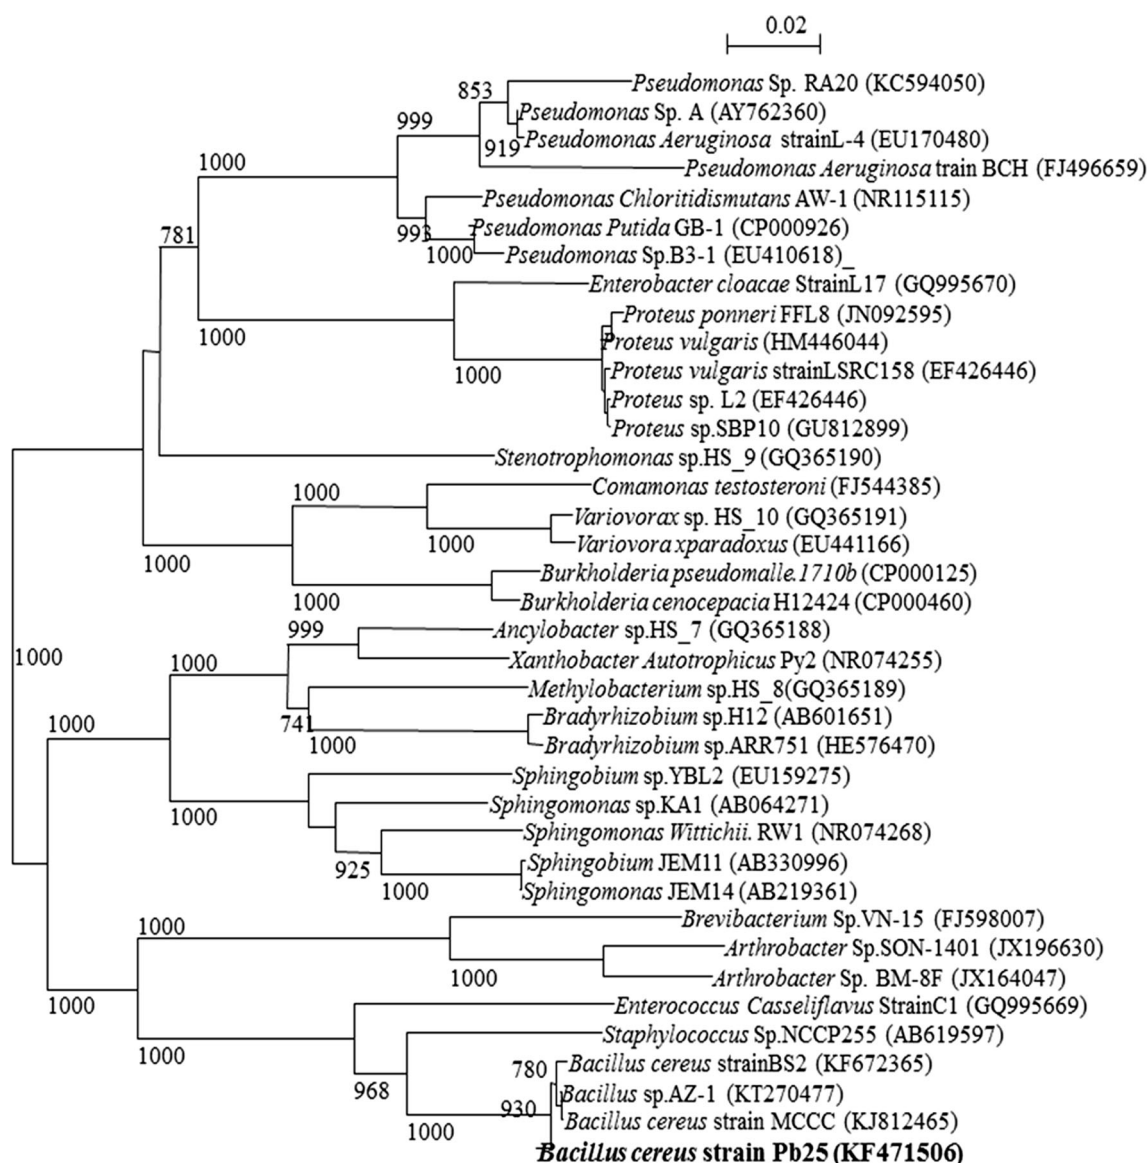 0.02
853
Pseudomonas Sp. RA20 (KC594050)
Pseudomonas Sp. A (AY762360)
999
919
Pseudomonas Aeruginosa strainL-4 (EU170480)
1000
Pseudomonas Aeruginosa train BCH (FJ496659)
Pseudomonas Chloritidismutans AW-1 (NR115115)
781
993
Pseudomonas Putida GB-1 (CP000926)
1000
Pseudomonas Sp.B3-1 (EU410618)_
Enterobacter cloacae StrainL17 (GQ995670)
Proteus ponneri FFL8 (JN092595)
1000
Proteus vulgaris (HM446044)
1000
Proteus vulgaris strainLSRC158 (EF426446)
Proteus sp. L2 (EF426446)
Proteus sp.SBP10 (GU812899)
Stenotrophomonas sp.HS_9 (GQ365190)
1000
Comamonas testosteroni (FJ544385)
Variovorax sp. HS_10 (GQ365191)
1000
1000
Variovora xparadoxus (EU441166)
Burkholderia pseudomalle.1710b (CP000125)
1000
Burkholderia cenocepacia H12424 (CP000460)
999
Ancylobacter sp.HS_7 (GQ365188)
1000
1000
Xanthobacter Autotrophicus Py2 (NR074255)
Methylobacterium sp.HS_8(GQ365189)
1000
741
Bradyrhizobium sp.H12 (AB601651)
1000
Bradyrhizobium sp.ARR751 (HE576470)
Sphingobium sp.YBL2 (EU159275)
1000
Sphingomonas sp.KA1 (AB064271)
Sphingomonas Wittichii. RW1 (NR074268)
925
Sphingobium JEM11 (AB330996)
1000
Sphingomonas JEM14 (AB219361)
1000
Brevibacterium Sp.VN-15 (FJ598007)
Arthrobacter Sp.SON-1401 (JX196630)
1000
Arthrobacter Sp. BM-8F (JX164047)
1000
Enterococcus Casseliflavus StrainC1 (GQ995669)
1000
Staphylococcus Sp.NCCP255 (AB619597)
780
Bacillus cereus strainBS2 (KF672365)
968
Bacillus sp.AZ-1 (KT270477)
930
Bacillus cereus strain MCCC (KJ812465)
1000
Bacillus cereus strain Pb25 (KF471506)